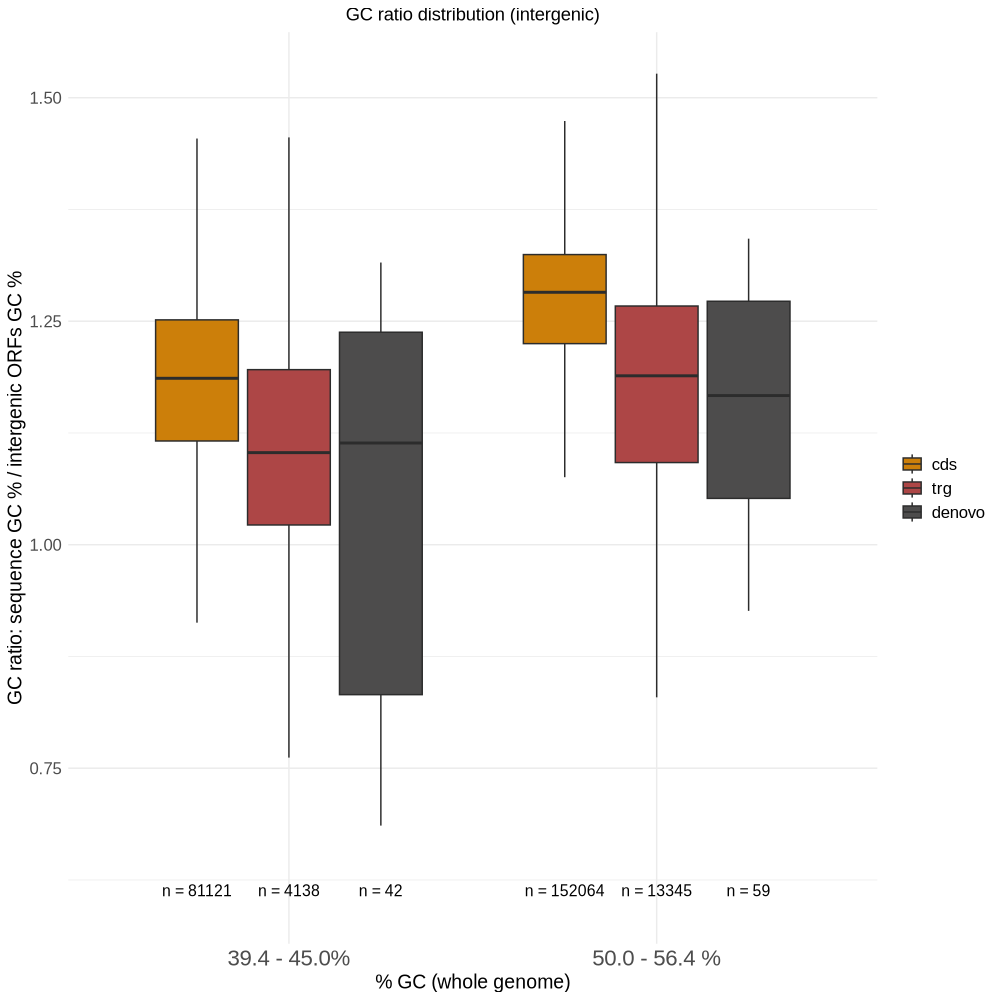 GC ratio distribution (intergenic)
GC ratio: sequence GC % / intergenic ORFs GC %
1.50
1.25
1.00
0.75
n = 81121
n = 4138
n = 42
n = 152064
n = 13345
n = 59
39.4 - 45.0%
50.0 - 56.4 %
% GC (whole genome)
cds
trg
denovo